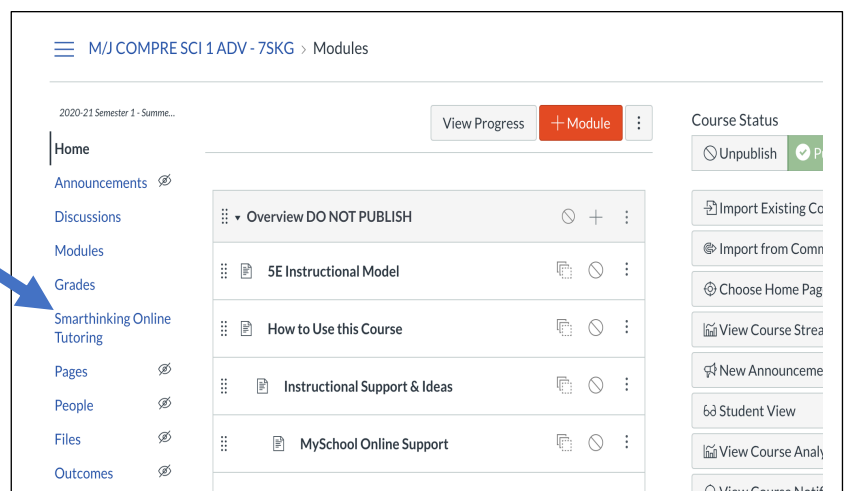 M/J COMPRE SCI 1 ADV - 7SKG > Modules
2020-21 Semester 1 - Summe...
Home
Announcements
Discussions
Modules
Grades
Smarthinking Online
Tutoring
Pages
People
Files
Outcomes
View Progress
+ Module
Overview DO NOT PUBLISH
5E Instructional Model
How to Use this Course
Instructional Support & Ideas
MySchool Online Support
Course Status
Unpublish
Import Existing Co
Import from Comm
Choose Home Pag
View Course Strea
New Announceme
Student View
View Course Analy
View Course